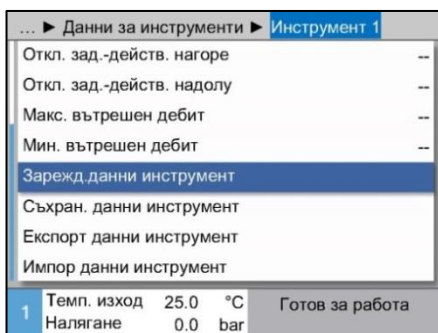 ... ► Данни за инструменти ► Инструмент 1
Откл. зад.-действ. нагоре --
Откл. зад.-действ. надолу --
Макс. вътрешен дебит --
Мин. вътрешен дебит --
Зарежд.данни инструмент
Съхран. данни инструмент
Експорт данни инструмент
Импор данни инструмент
1 Темп. изход 25.0 °C Готов за работа
Налягане 0.0 bar